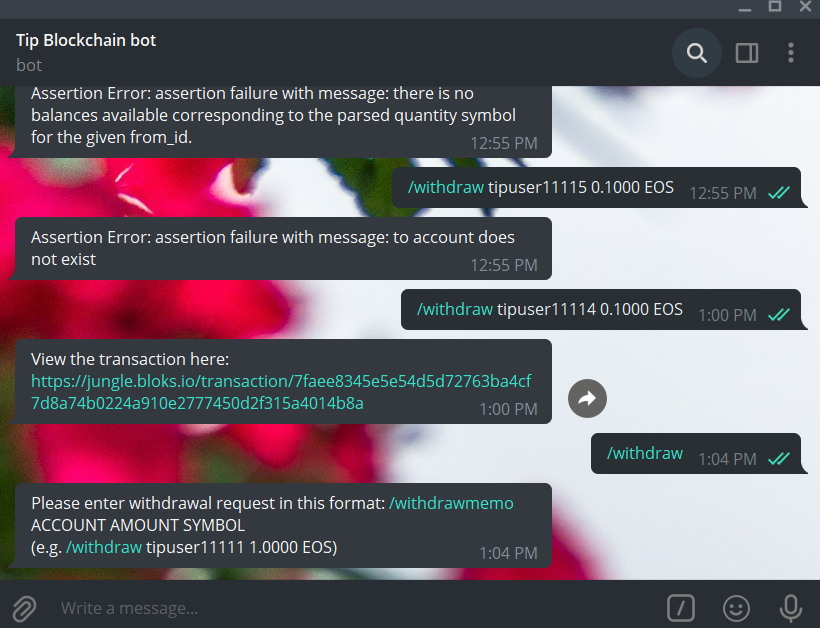 Tip Blockchain bot
bot
Assertion Error: assertion failure with message: there is no
balances available corresponding to the parsed quantity symbol
for the given from_id.
12:55 PM
/withdraw tipuser11115 0.1000 EOS
12:55 PM
Assertion Error: assertion failure with message: to account does
not exist
12:55 PM
/withdraw tipuser11114 0.1000 EOS
1:00 PM
View the transaction here:
https://jungle.bloks.io/transaction/7faee8345e5e54d5d72763ba4cf
7d8a74b0224a910e2777450d2f315a4014b8a
1:00 PM
/withdraw
1:04 PM
Please enter withdrawal request in this format: /withdrawmemo
ACCOUNT AMOUNT SYMBOL
(e.g. /withdraw tipuser11111 1.0000 EOS)
1:04 PM
Write a message...